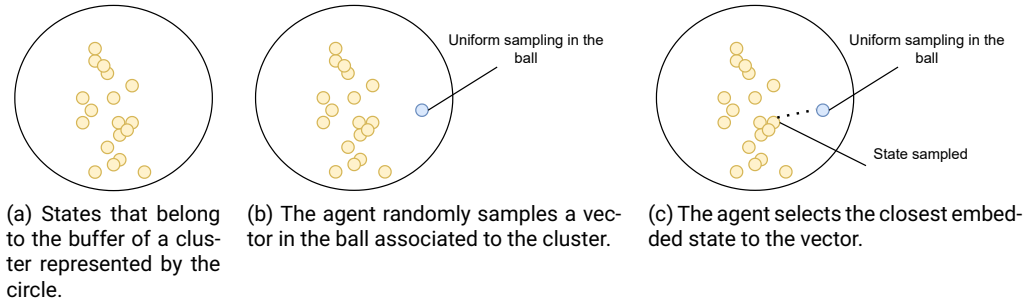 Uniform sampling in the
ball
Uniform sampling in the
ball
State sampled
(a) States that belong
to the buffer of a clus-
ter represented by the
circle.
(b) The agent randomly samples a vec-
tor in the ball associated to the cluster.
(c) The agent selects the closest embed-
ded state to the vector.